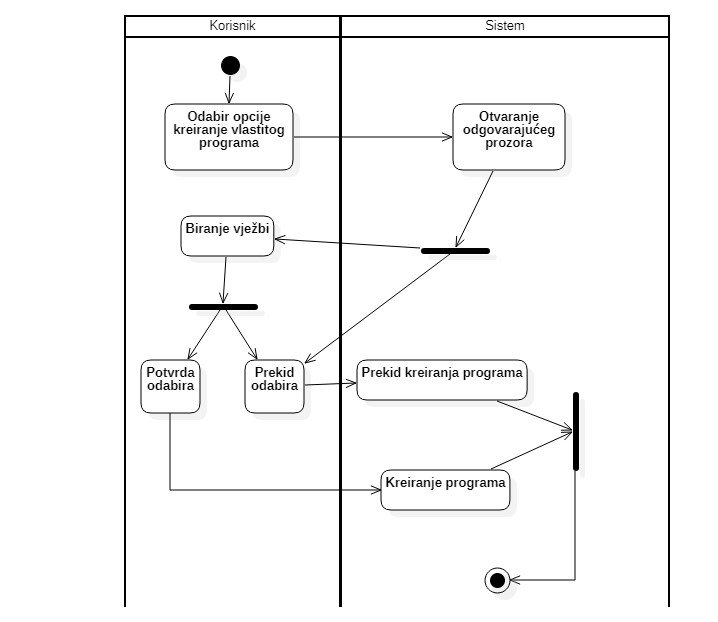 Korisnik
Sistem
Odabir opcije
kreiranje vlastitog
programa
Otvaranje
odgovarajućeg
prozora
Biranje vježbi
Potvrda
odabira
Prekid
odabira
Prekid kreiranja programa
Kreiranje programa